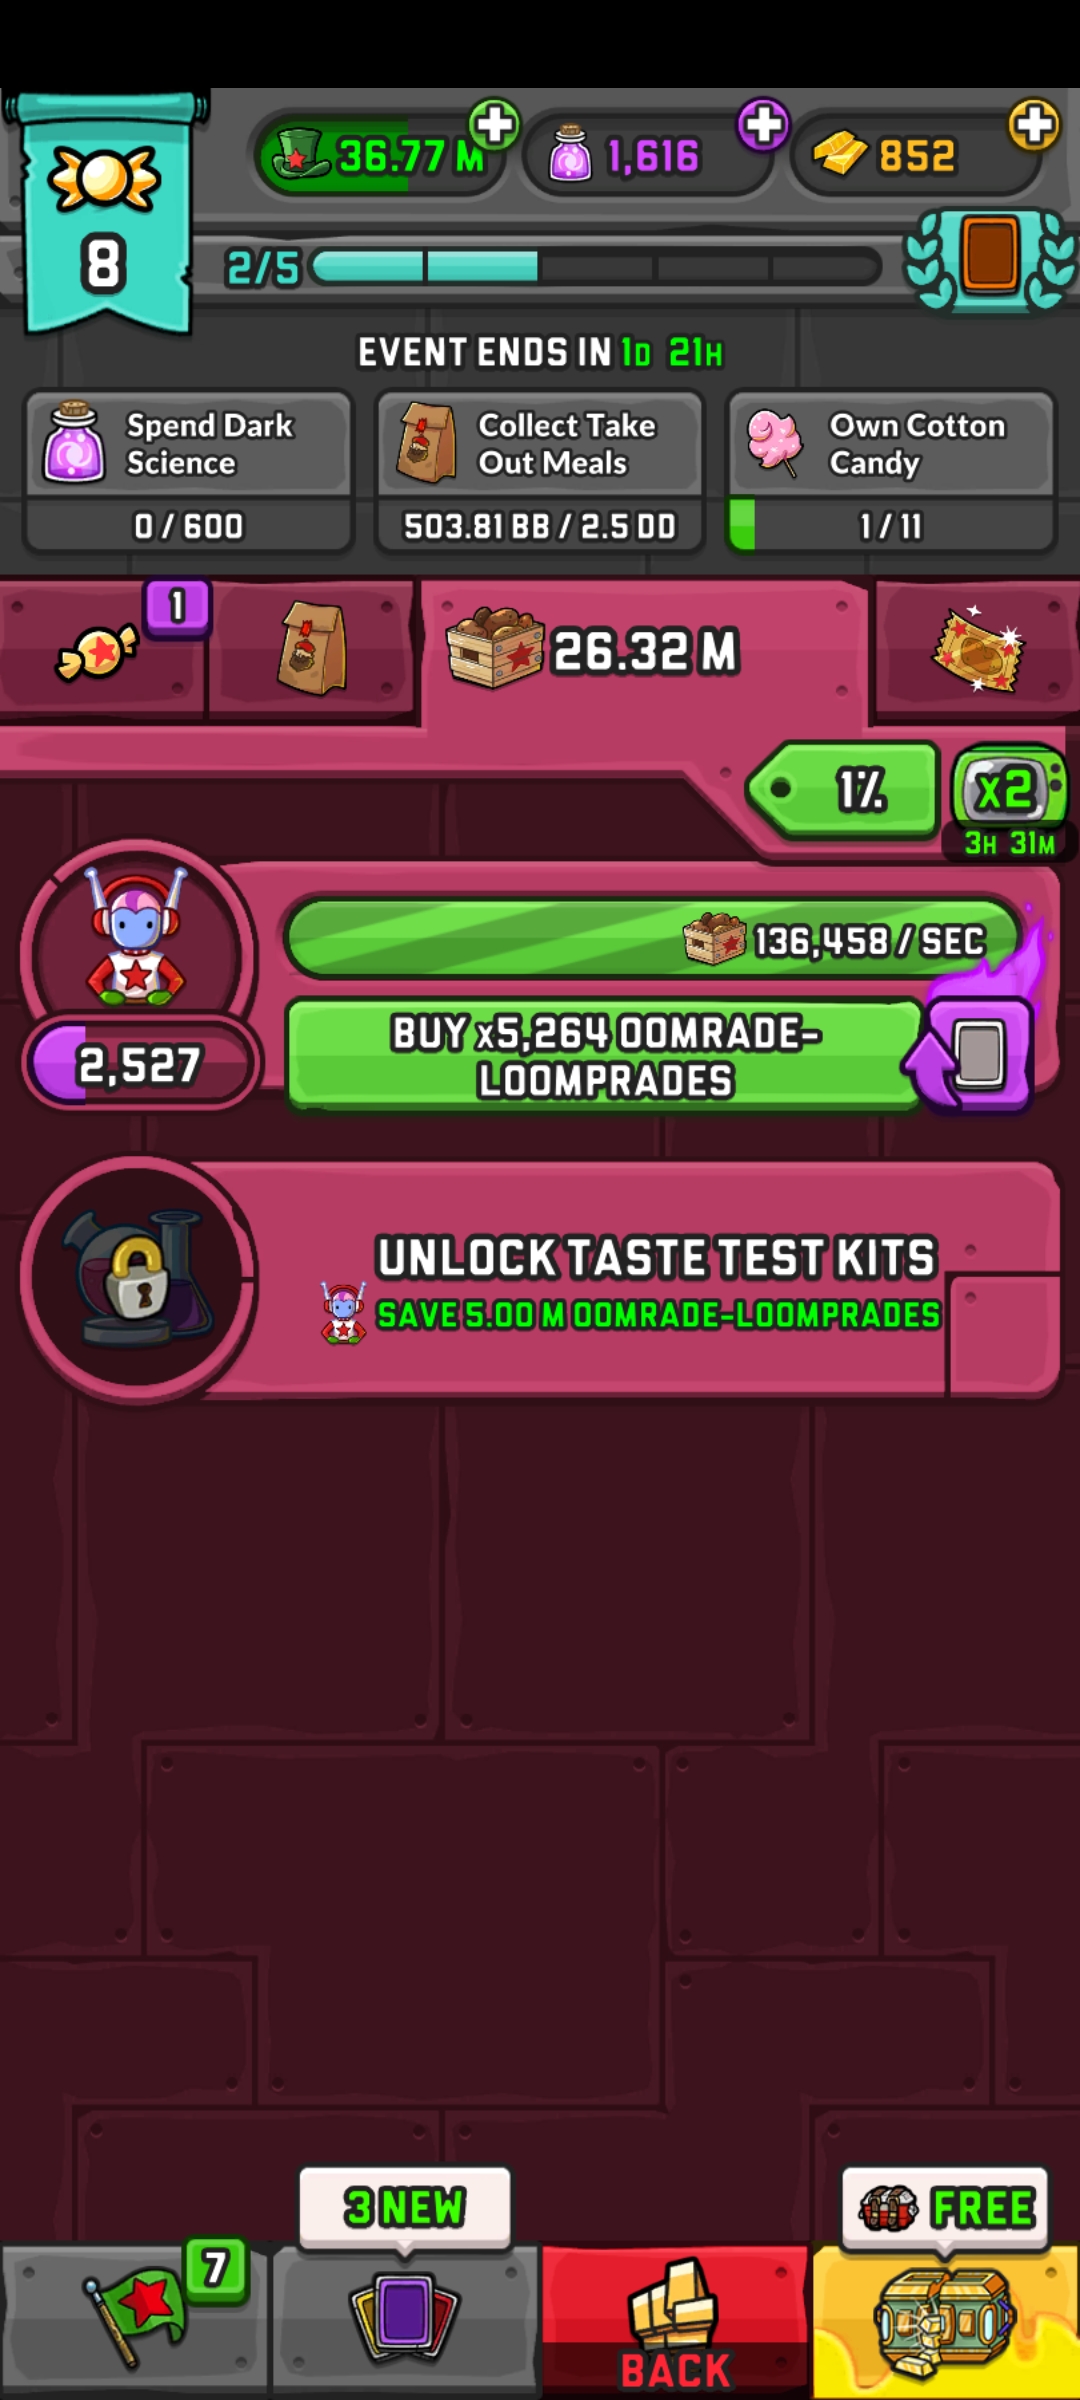 36.77 M
1,616
852
8
2/5
EVENT ENDS IN 1D 21H
Spend Dark
Science
0 / 600
Collect Take
Out Meals
503.81 BB / 2.5 DD
Own Cotton
Candy
1 / 11
1
26.32 M
1%
x2
3H 31M
136,458 / SEC
2,527
BUY x5,264 OOMRADE-
LOOMPRADES
UNLOCK TASTE TEST KITS
SAVE 5.00 M OOMRADE-LOOMPRADES
3 NEW
FREE
7
BACK